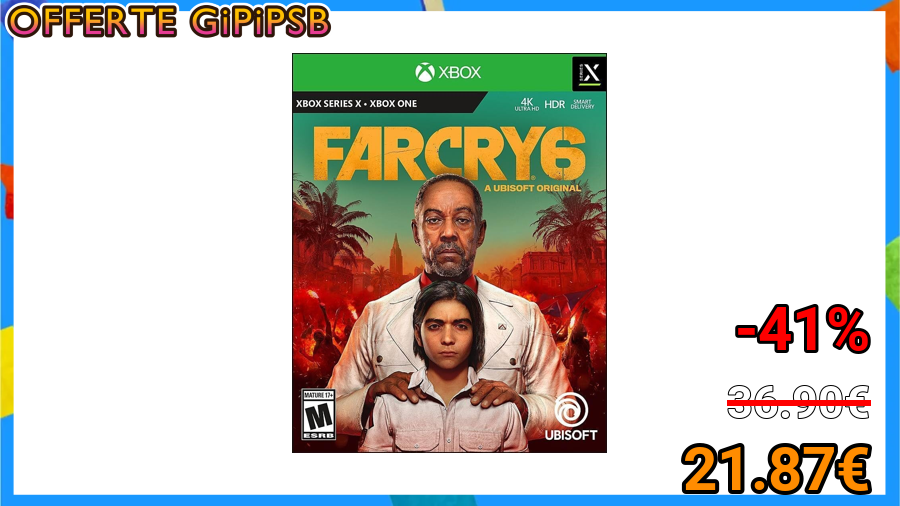 OFFERTE GiPiPSB
XBOX
SERIES X
XBOX SERIES X • XBOX ONE
4K
ULTRA HD
HDR
SMART
DELIVERY
FARCRY6
A UBISOFT ORIGINAL
-41%
36.90€
21.87€
MATURE 17+
M
ESRB
UBISOFT